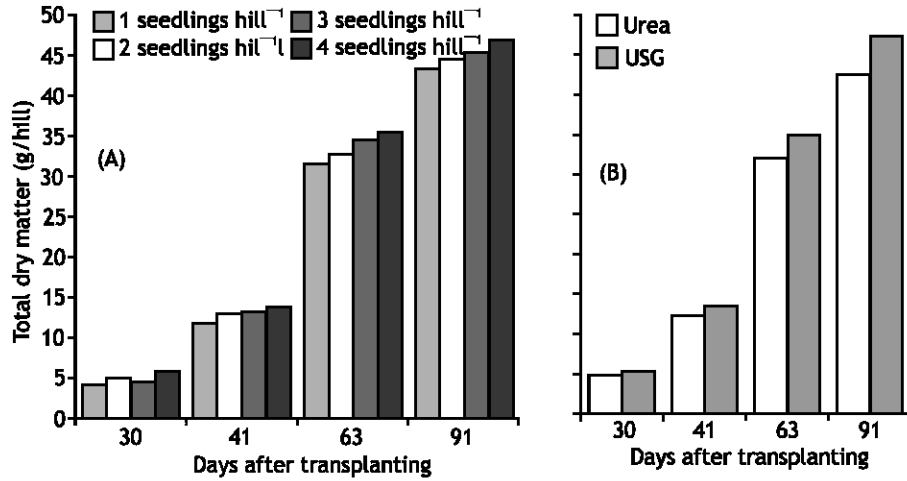 1 seedlings hill¯¹
3 seedlings hill¯¹
2 seedlings hil¯¹l
4 seedlings hill¯¹
(A)
Total dry matter (g/hill)
50
45
40
35
30
25
20
15
10
5
0
30 41 63 91
Days after transplanting
Urea
USG
(B)
30 41 63 91
Days after transplanting